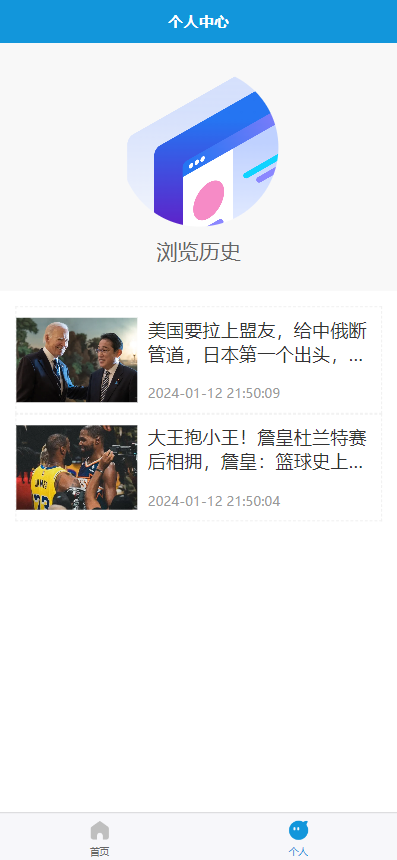 个人中心
浏览历史
美国要拉上盟友，给中俄断
管道，日本第一个出头，...
2024-01-12 21:50:09
大王抱小王！詹皇杜兰特赛
后相拥，詹皇：篮球史上...
2024-01-12 21:50:04
首页
个人